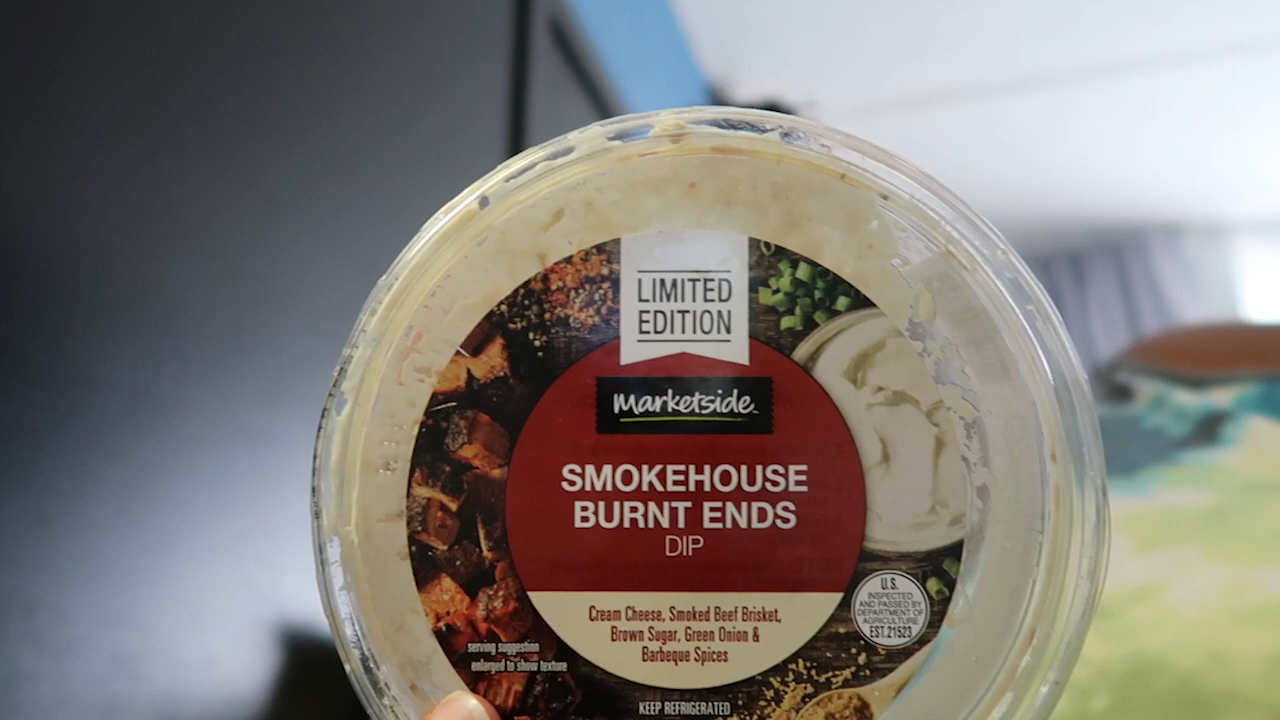 LIMITED
EDITION
marketside
SMOKEHOUSE
BURNT ENDS
DIP
Cream Cheese, Smoked Beef Brisket,
Brown Sugar, Green Onion &
Barbeque Spices
U.S.
INSPECTED
AND PASSED BY
DEPARTMENT OF
AGRICULTURE
EST.21523
serving suggestion
enlarged to show texture
KEEP REFRIGERATED